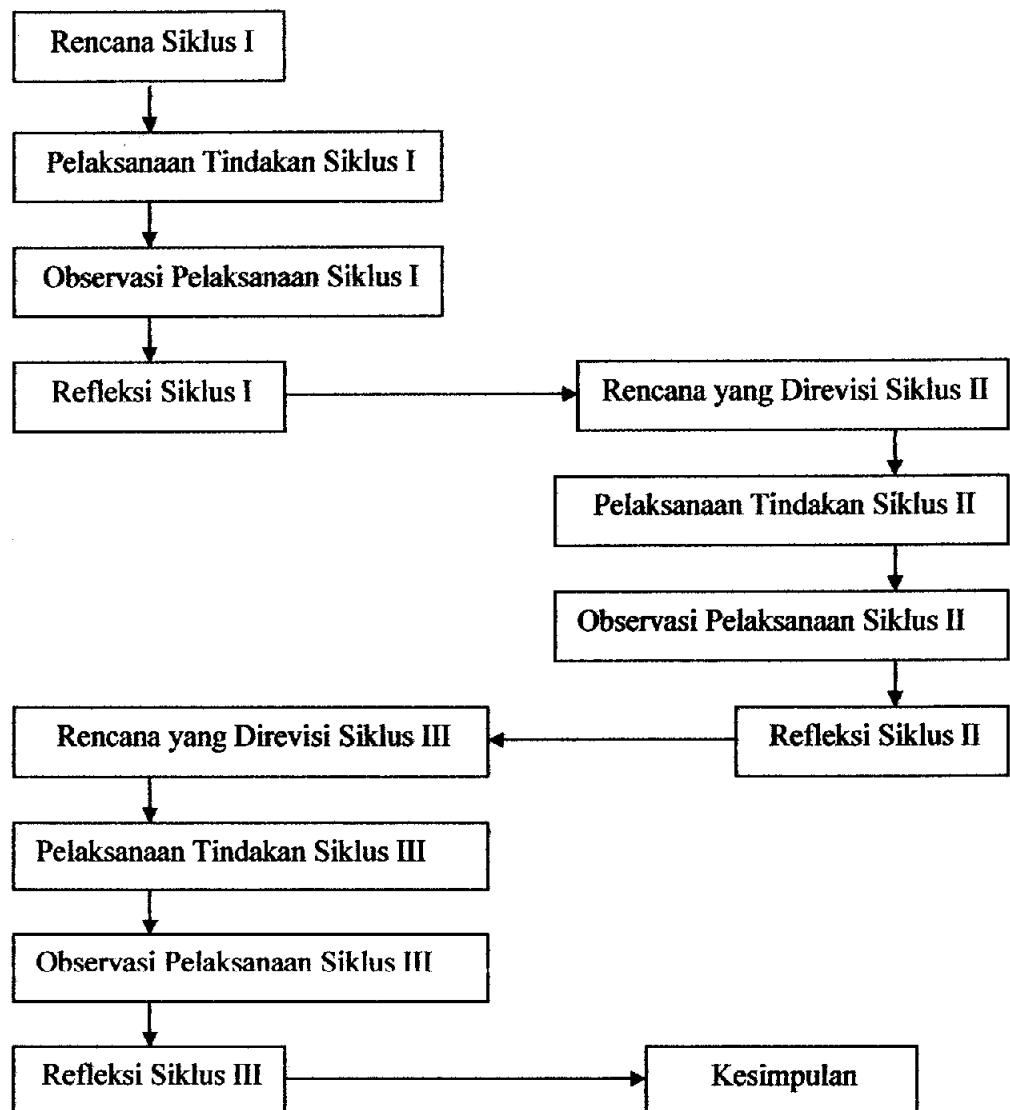 Rencana Siklus I
Pelaksanaan Tindakan Siklus I
Observasi Pelaksanaan Siklus I
Refleksi Siklus I
Rencana yang Direvisi Siklus II
Pelaksanaan Tindakan Siklus II
Observasi Pelaksanaan Siklus II
Refleksi Siklus II
Rencana yang Direvisi Siklus III
Pelaksanaan Tindakan Siklus III
Observasi Pelaksanaan Siklus III
Refleksi Siklus III
Kesimpulan